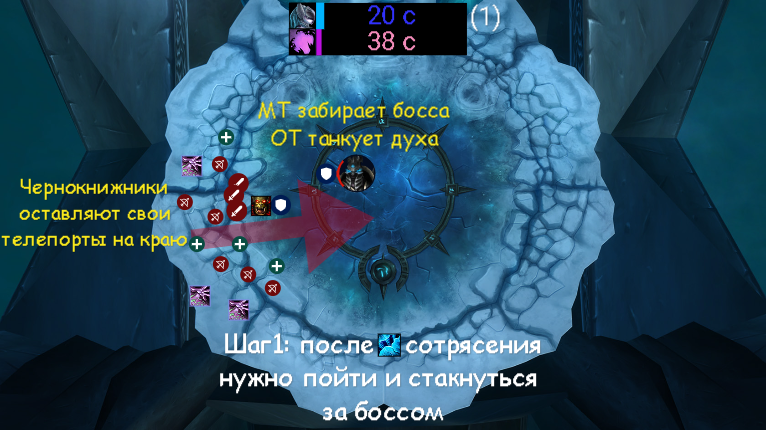 20 с (1)
38 с
МТ забирает босса
ОТ танкует духа
Чернокнижники
оставляют свои
телепорты на краю
Шаг1: после сотрясения
нужно пойти и стакнуться
за боссом